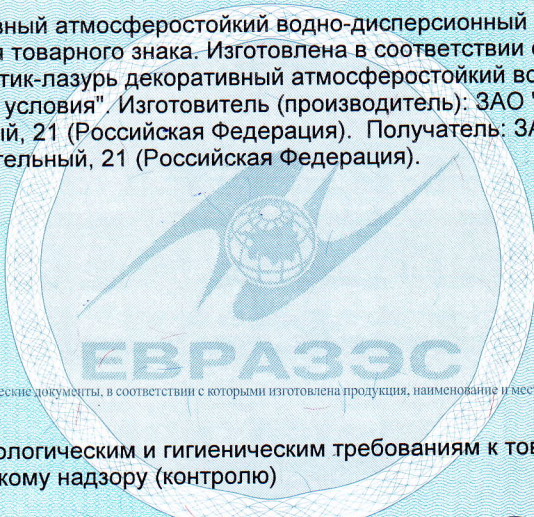 вный атмосферостойкий водно-дисперсионный
я товарного знака. Изготовлена в соответствии с
тик-лазурь декоративный атмосферостойкий во
условия". Изготовитель (производитель): ЗАО "
ый, 21 (Российская Федерация). Получатель: ЗА
тельный, 21 (Российская Федерация).
ЕВРАЗЭС
еские документы, в соответствии с которыми изготовлена продукция, наименование и мес
ологическим и гигиеническим требованиям к тов
кому надзору (контролю)